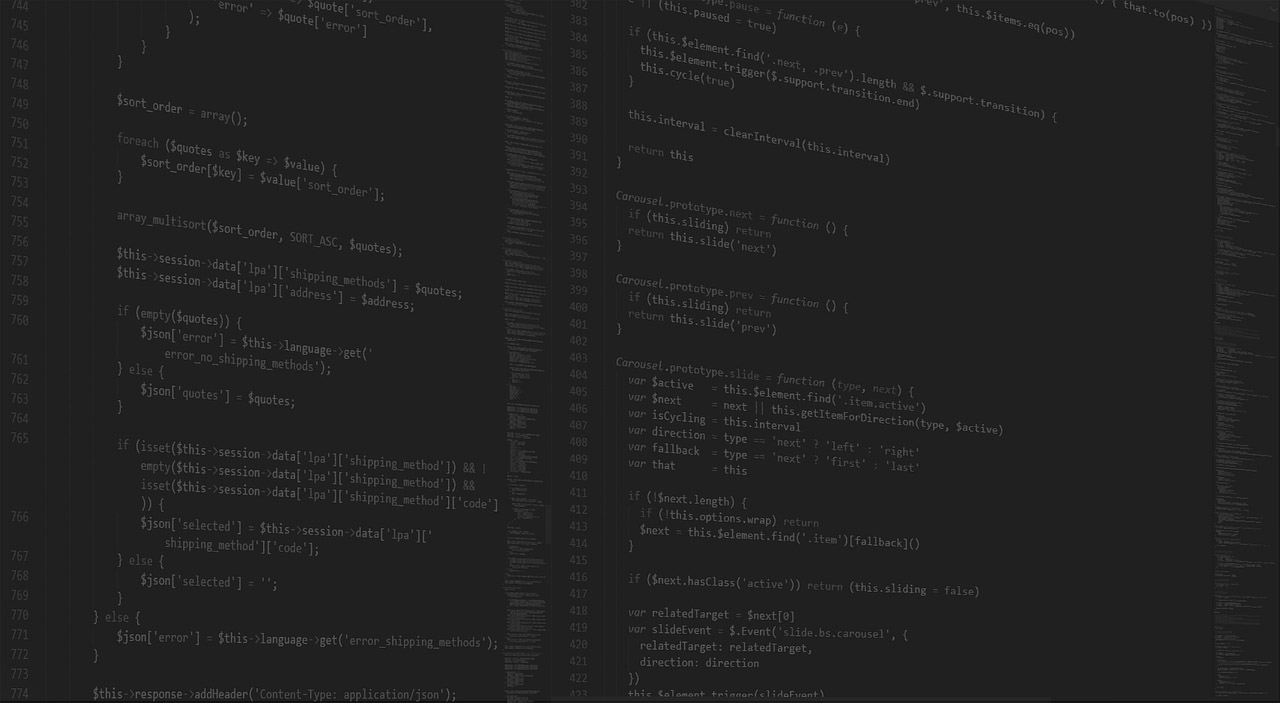 744
745
746
747
748
749
750
751
752
753
754
755
756
757
758
759
760
761
762
763
764
765
766
767
768
769
770
771
772
773
774
$quote['sort_order'],
error' => $quote['error']
);
}
}
}
$sort_order = array();
foreach ($quotes as $key => $value) {
$sort_order[$key] = $value['sort_order'];
}
array_multisort($sort_order, SORT_ASC, $quotes);
$this->session->data['lpa']['shipping_methods'] = $quotes;
$this->session->data['lpa']['address'] = $address;
if (empty($quotes)) {
$json['error'] = $this->language->get('
error_no_shipping_methods');
} else {
$json['quotes'] = $quotes;
}
if (isset($this->session->data['lpa']['shipping_method']) && !
empty($this->session->data['lpa']['shipping_method']) &&
isset($this->session->data['lpa']['shipping_method']['code']
)) {
$json['selected'] = $this->session->data['lpa']['
shipping_method']['code'];
} else {
$json['selected'] = '';
}
} else {
$json['error'] = $this->language->get('error_shipping_methods');
}
$this->response->addHeader('Content-Type: application/json');
382
383
384
385
386
387
388
389
390
391
392
393
394
395
396
397
398
399
400
401
402
403
404
405
406
407
408
409
410
411
412
413
414
415
416
417
418
419
420
421
422
423
prev', this.$items.eq(pos))
{ that.to(pos) })
type.pause = function (e) {
|| (this.paused = true)
if (this.$element.find('.next, .prev').length && $.support.transition) {
this.$element.trigger($.support.transition.end)
this.cycle(true)
}
this.interval = clearInterval(this.interval)
return this
}
Carousel.prototype.next = function () {
if (this.sliding) return
return this.slide('next')
}
Carousel.prototype.prev = function () {
if (this.sliding) return
return this.slide('prev')
}
Carousel.prototype.slide = function (type, next) {
var $active = this.$element.find('.item.active')
var $next = next || this.getItemForDirection(type, $active)
var isCycling = this.interval
var direction = type == 'next' ? 'left' : 'right'
var fallback = type == 'next' ? 'first' : 'last'
var that = this
if (!$next.length) {
if (!this.options.wrap) return
$next = this.$element.find('.item')[fallback]()
}
if ($next.hasClass('active')) return (this.sliding = false)
var relatedTarget = $next[0]
var slideEvent = $.Event('slide.bs.carousel', {
relatedTarget: relatedTarget,
direction: direction
})
this.$element.trigger(slideEvent)